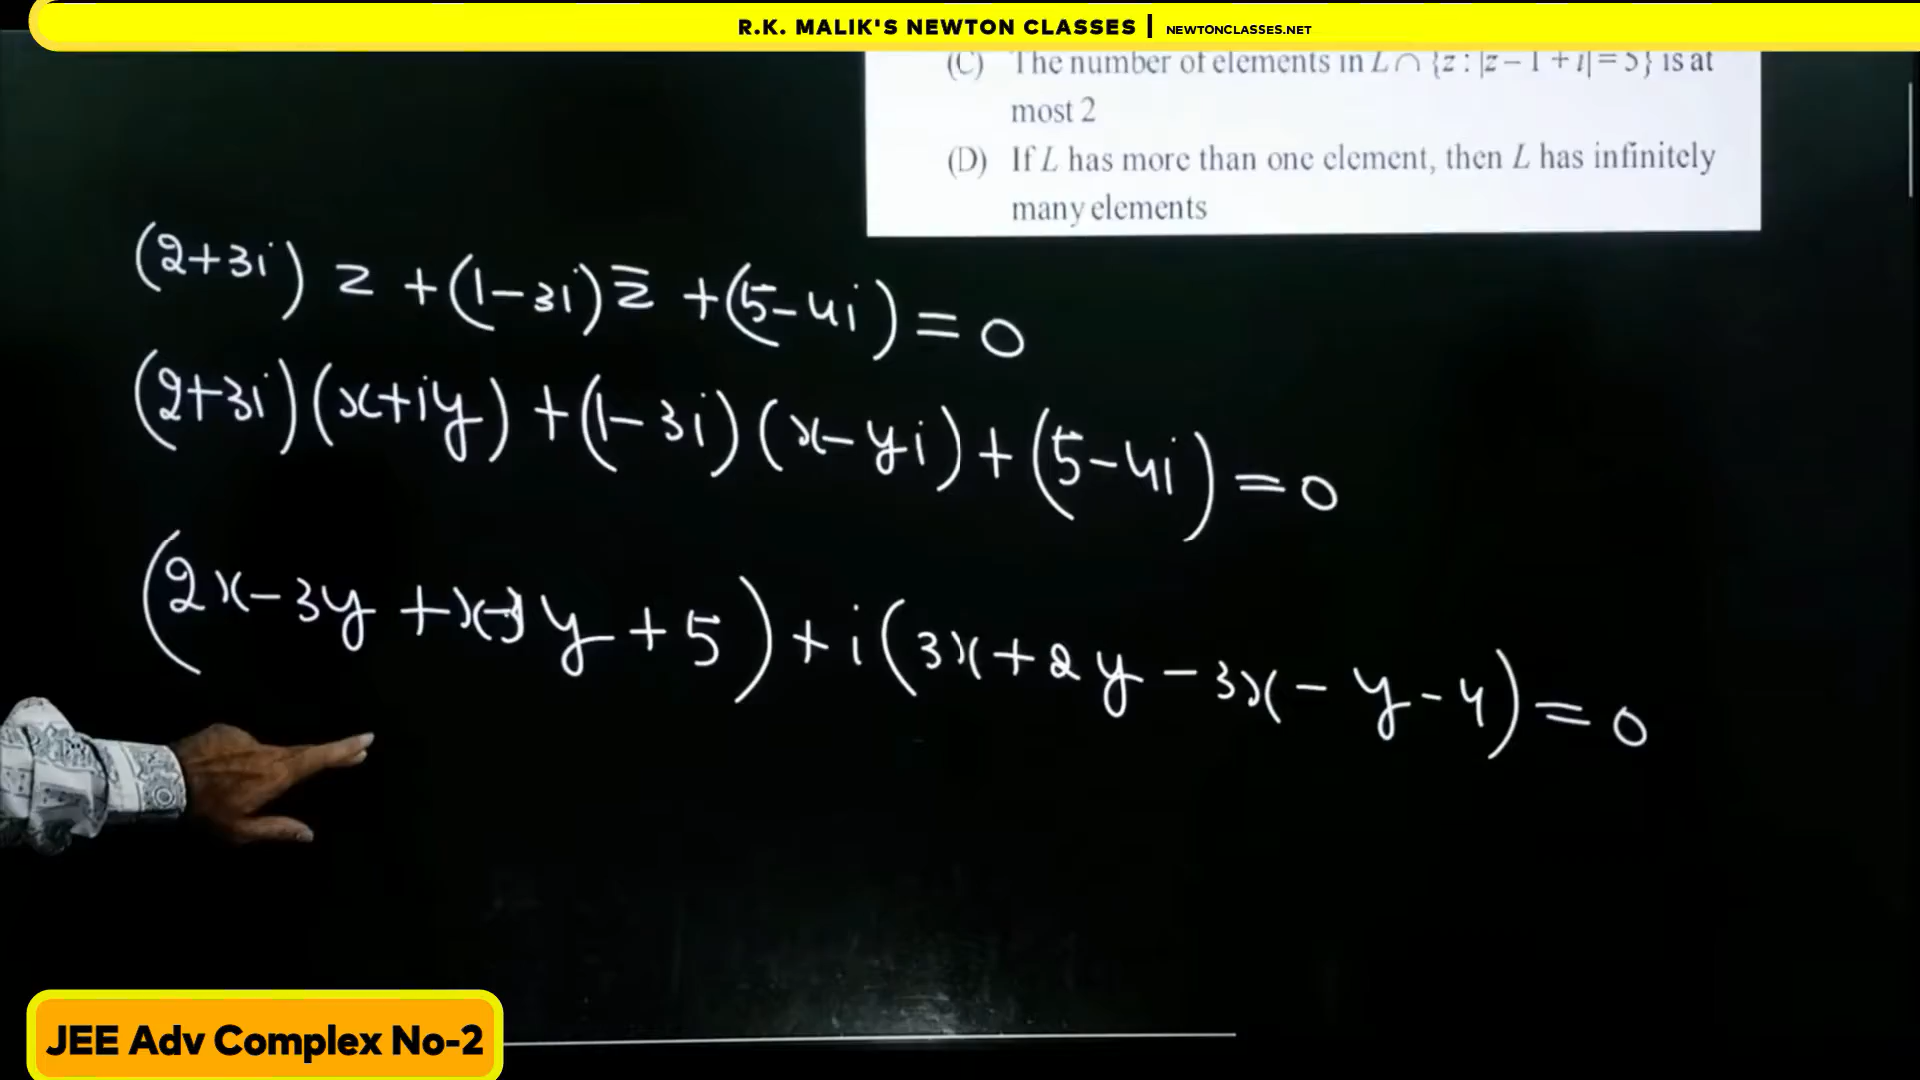 R.K. MALIK'S NEWTON CLASSES | NEWTONCLASSES.NET
(C) The number of elements in L ∩ {z : |z − 1 + i| = 5} is at
most 2
(D) If L has more than one element, then L has infinitely
many elements
(2+3i) z + (1−3i) z̅ + (5−4i) = 0
(2+3i)(x+iy) + (1−3i)(x−yi) + (5−4i) = 0
(2x−3y+x−3y+5) + i(3x+2y−3x−y−4) = 0
JEE Adv Complex No-2